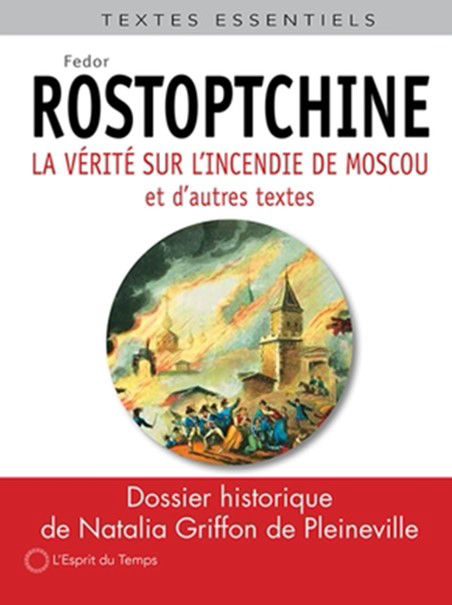 TEXTES ESSENTIELS
Fedor
ROSTOPTCHINE
LA VÉRITÉ SUR L'INCENDIE DE MOSCOU
et d'autres textes
Dossier historique
de Natalia Griffon de Pleineville
L'Esprit du Temps